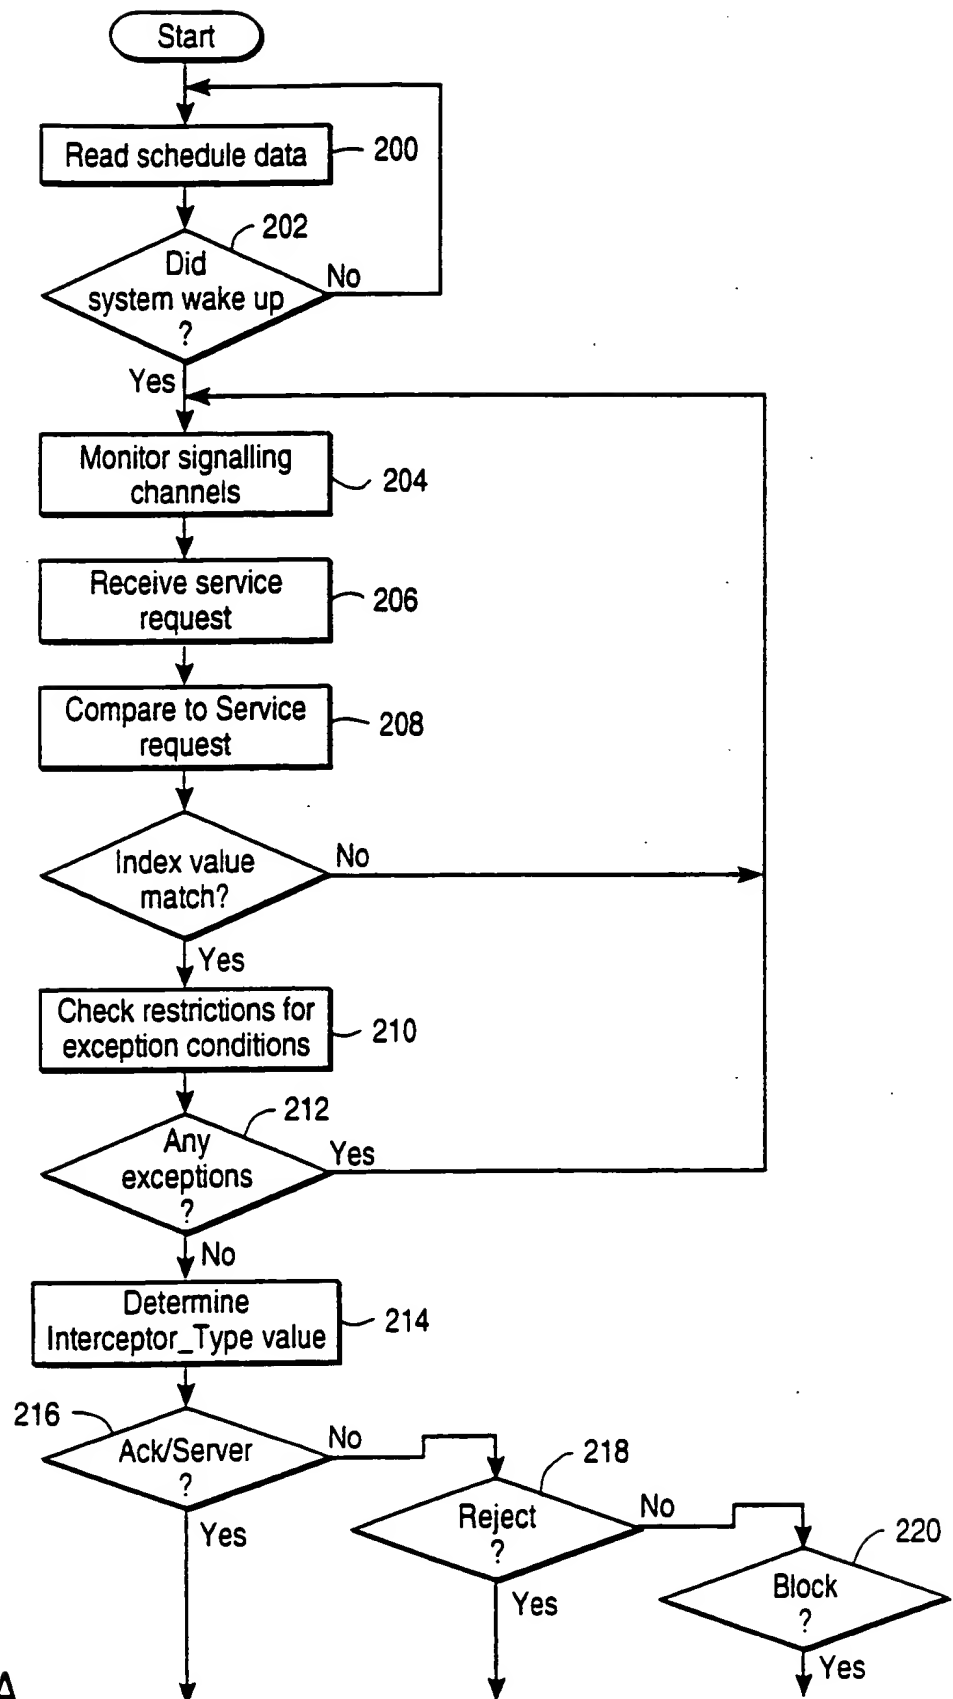 Start
Read schedule data
200
202
Did
system wake up
?
No
Yes
Monitor signalling
channels
204
Receive service
request
206
Compare to Service
request
208
Index value
match?
No
Yes
Check restrictions for
exception conditions
210
212
Any
exceptions
?
Yes
No
Determine
Interceptor_Type value
214
216
Ack/Server
?
No
Yes
218
Reject
?
No
Yes
220
Block
?
Yes